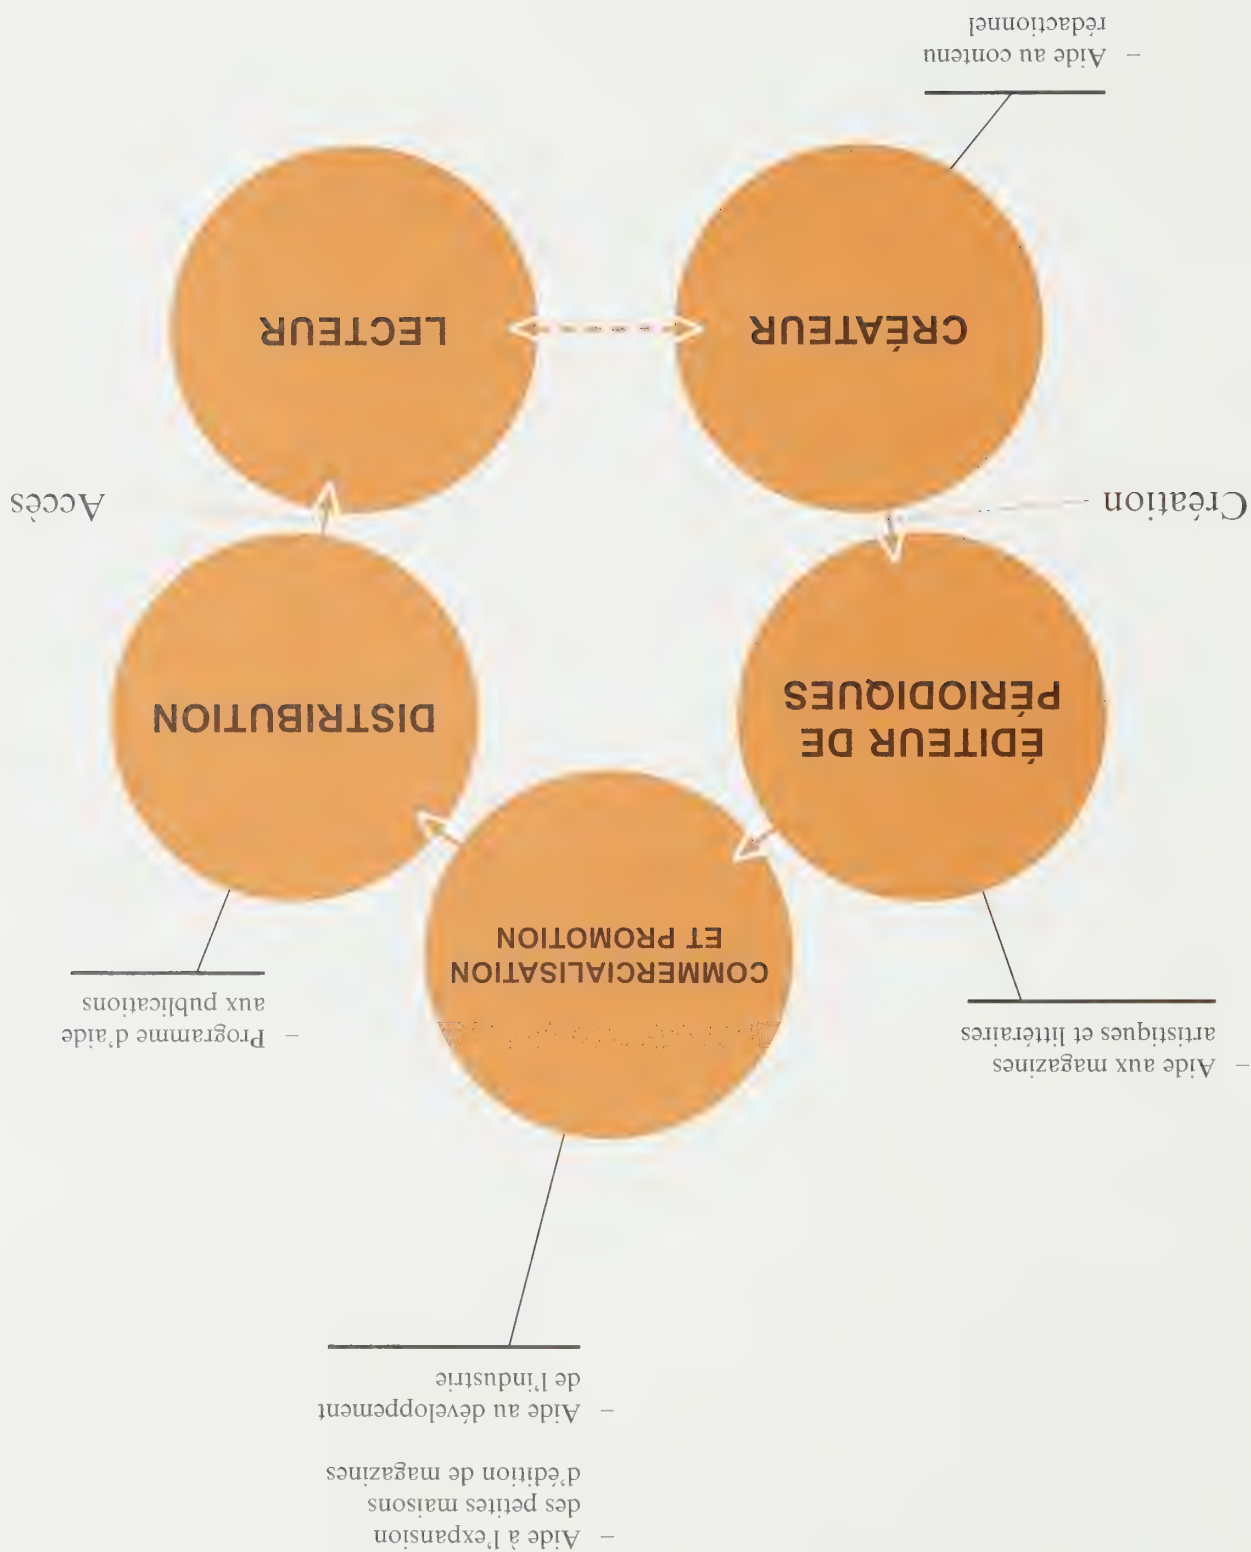 – Aide à l'expansion
des petites maisons
d'édition de magazines
– Aide au développement
de l'industrie
– Aide aux magazines
artistiques et littéraires
– Programme d'aide
aux publications
COMMERCIALISATION
ET PROMOTION
ÉDITEUR DE
PÉRIODIQUES
DISTRIBUTION
Création
Accès
CRÉATEUR
LECTEUR
– Aide au contenu
rédactionnel